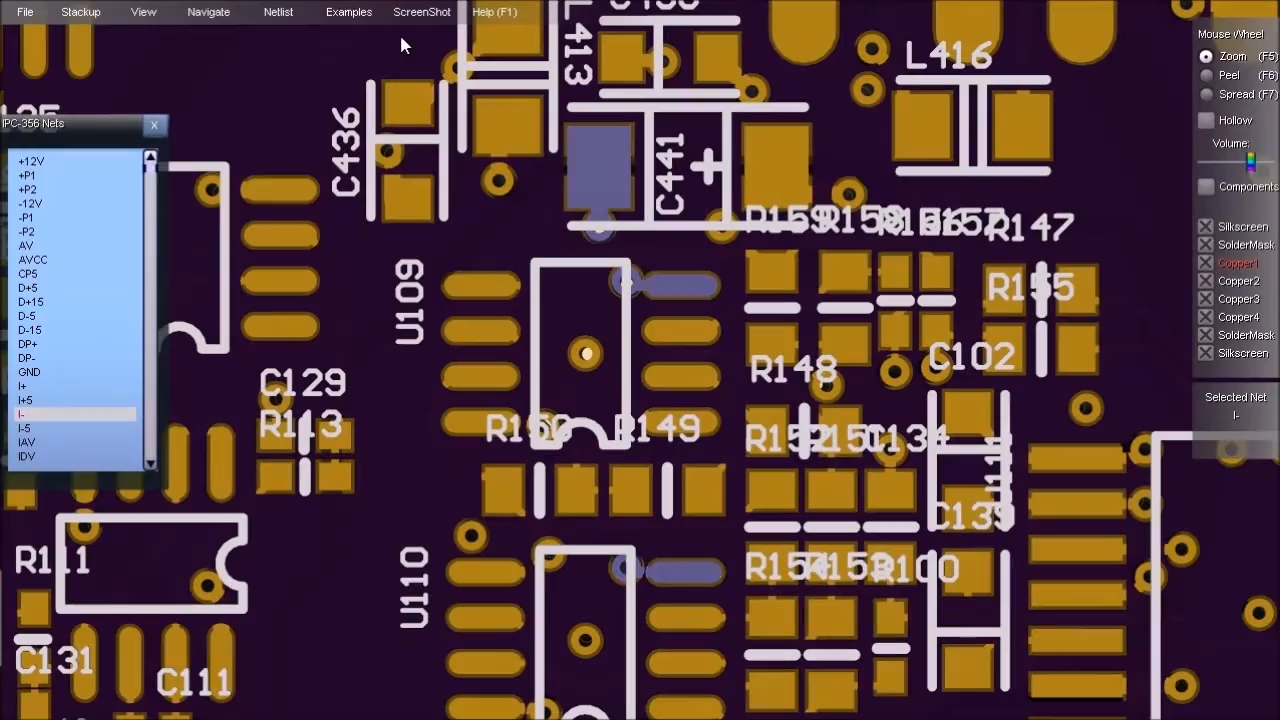 File Stackup View Navigate Netlist Examples ScreenShot Help (F1)
Mouse Wheel
Zoom (F5)
Peel (F6)
Spread (F7)
Hollow
Volume:
Components
Silkscreen
SolderMask
Copper1
Copper2
Copper3
Copper4
SolderMask
Silkscreen
Selected Net
I-
IPC-356 Nets
X
+12V
+P1
+P2
-12V
-P1
-P2
AV
AVCC
CP5
D+5
D+15
D-5
D-15
DP+
DP-
GND
I+
I+5
I-
I-5
IAV
IDV
L413
L416
C436
C441
+
R159
R147
U109
R155
C129
R113
R148
C102
R149
C134
C139
R111
U110
R154
R153
R100
C131
C111